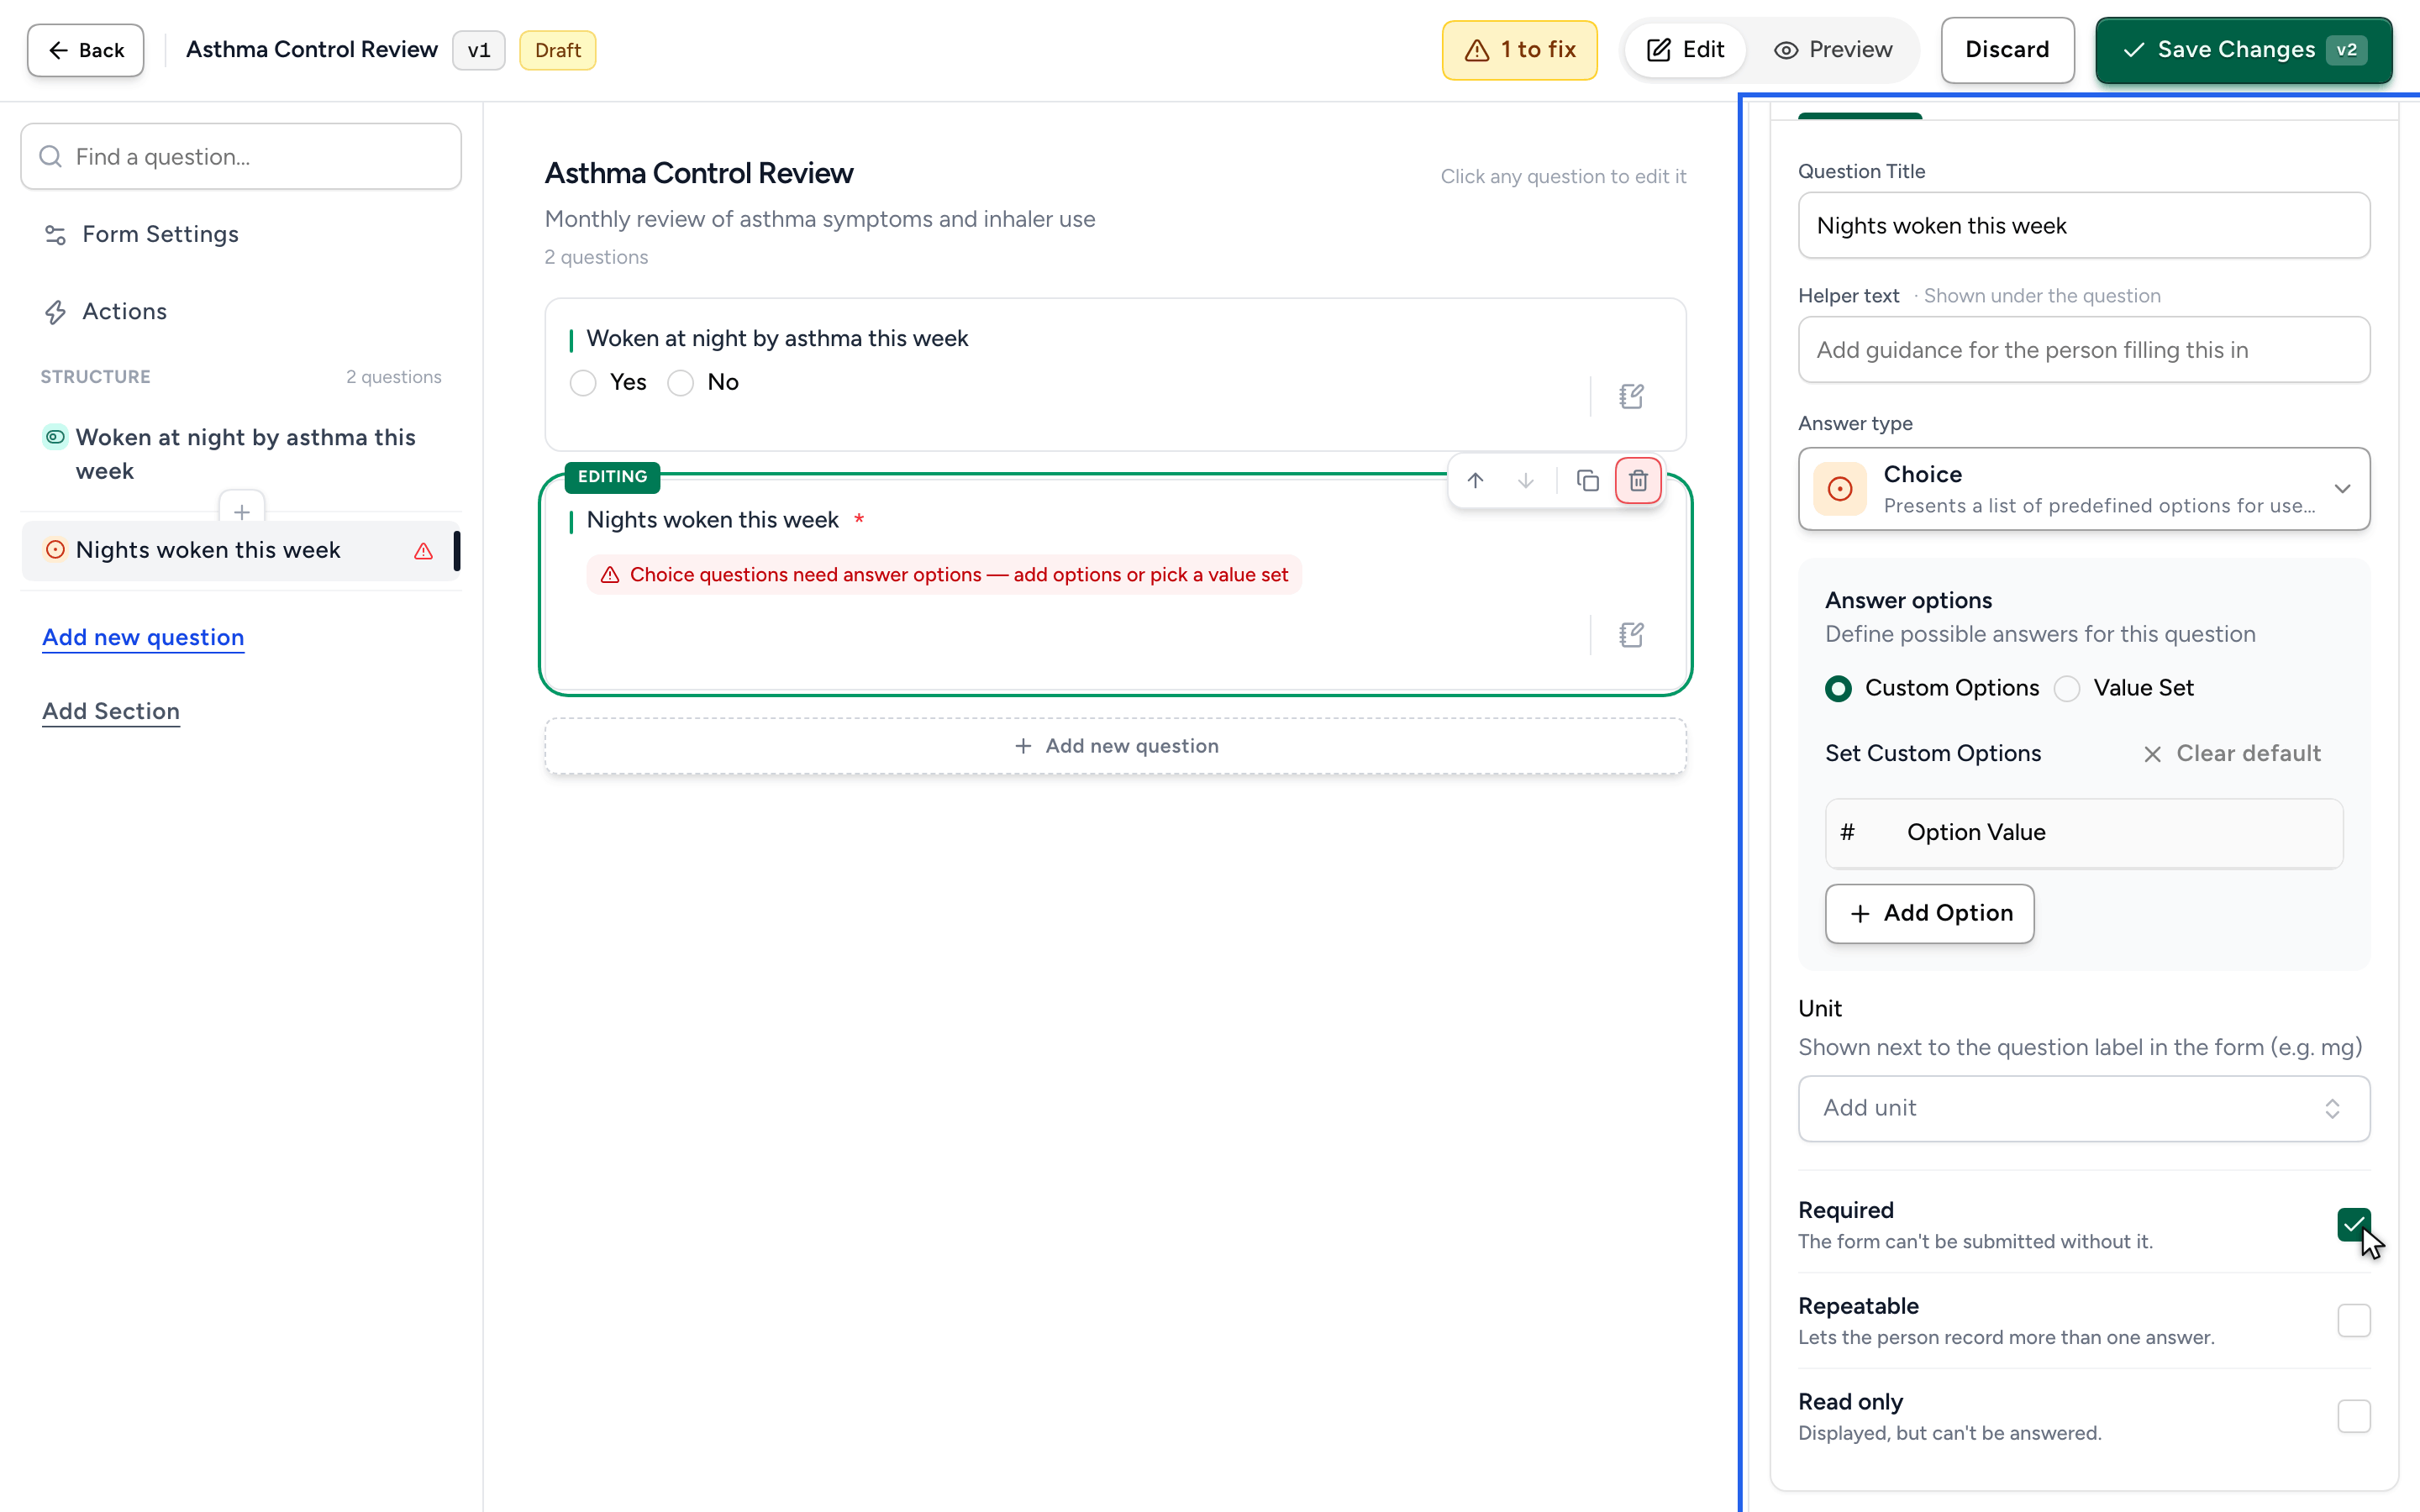 Back
Asthma Control Review
v1
Draft
1 to fix
Edit
Preview
Discard
Save Changes v2
Find a question...
Form Settings
Actions
STRUCTURE
2 questions
Woken at night by asthma this
week
Nights woken this week
Add new question
Add Section
Asthma Control Review
Click any question to edit it
Monthly review of asthma symptoms and inhaler use
2 questions
Woken at night by asthma this week
Yes
No
EDITING
Nights woken this week *
Choice questions need answer options — add options or pick a value set
Add new question
Question Title
Nights woken this week
Helper text · Shown under the question
Add guidance for the person filling this in
Answer type
Choice
Presents a list of predefined options for use...
Answer options
Define possible answers for this question
Custom Options
Value Set
Set Custom Options
Clear default
# Option Value
Add Option
Unit
Shown next to the question label in the form (e.g. mg)
Add unit
Required
The form can't be submitted without it.
Repeatable
Lets the person record more than one answer.
Read only
Displayed, but can't be answered.